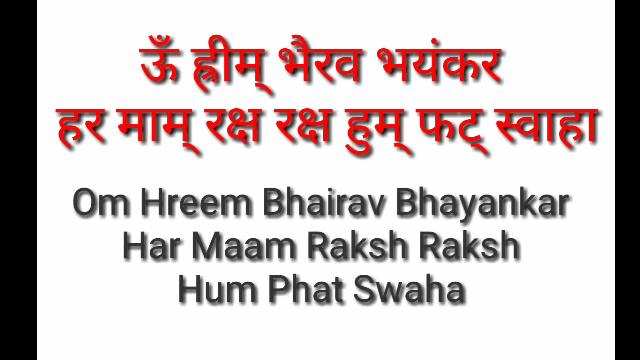 ऊँ ह्रीम् भैरव भयंकर
हर माम् रक्ष रक्ष हुम् फट् स्वाहा
Om Hreem Bhairav Bhayankar
Har Maam Raksh Raksh
Hum Phat Swaha